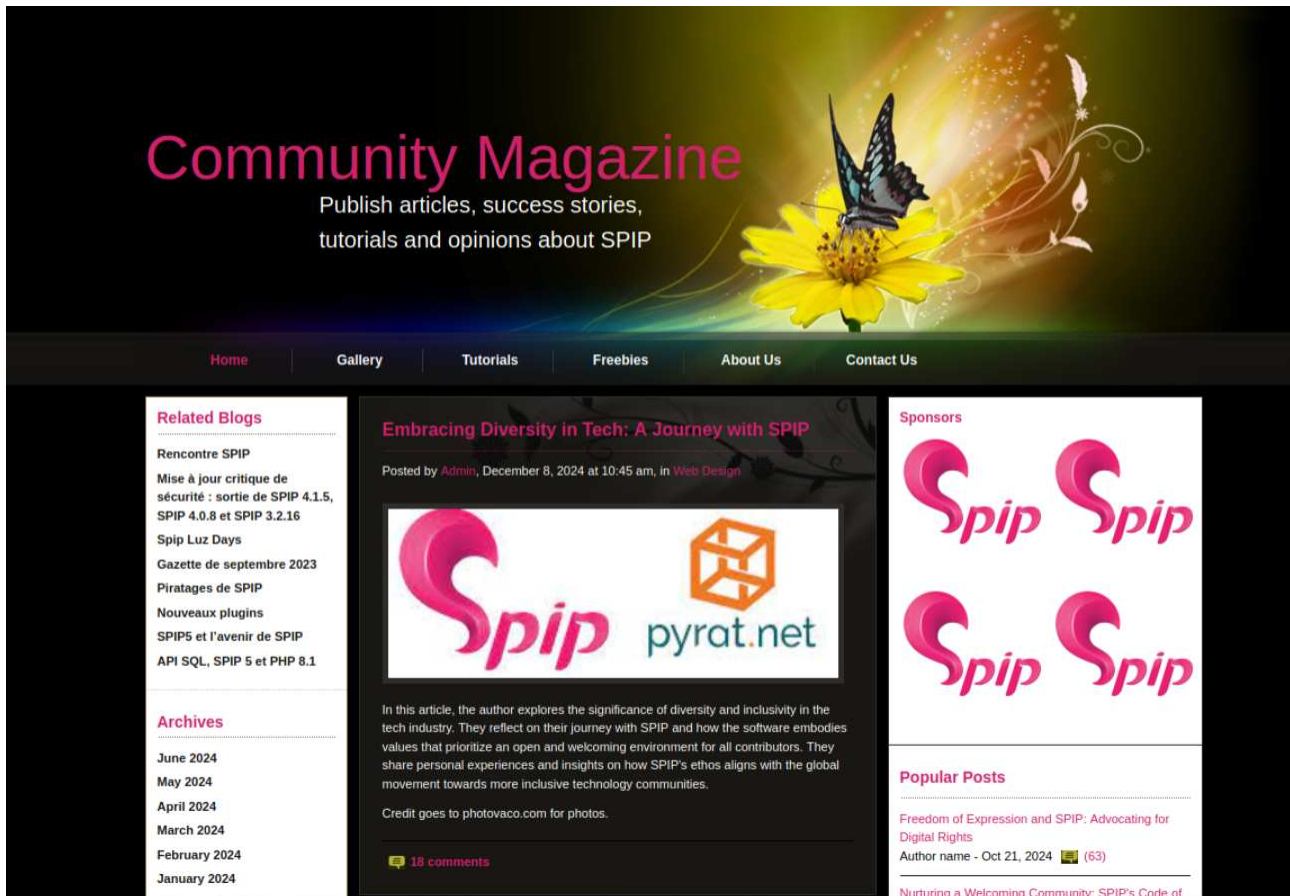 Community Magazine
Publish articles, success stories,
tutorials and opinions about SPIP
Home
Gallery
Tutorials
Freebies
About Us
Contact Us
Related Blogs
Rencontre SPIP
Mise à jour critique de
sécurité : sortie de SPIP 4.1.5,
SPIP 4.0.8 et SPIP 3.2.16
Spip Luz Days
Gazette de septembre 2023
Piratages de SPIP
Nouveaux plugins
SPIP5 et l'avenir de SPIP
API SQL, SPIP 5 et PHP 8.1
Archives
June 2024
May 2024
April 2024
March 2024
February 2024
January 2024
Embracing Diversity in Tech: A Journey with SPIP
Posted by Admin, December 8, 2024 at 10:45 am, in Web Design
Spip
pyrat.net
In this article, the author explores the significance of diversity and inclusivity in the
tech industry. They reflect on their journey with SPIP and how the software embodies
values that prioritize an open and welcoming environment for all contributors. They
share personal experiences and insights on how SPIP's ethos aligns with the global
movement towards more inclusive technology communities.
Credit goes to photovaco.com for photos.
18 comments
Sponsors
Spip
Spip
Spip
Spip
Popular Posts
Freedom of Expression and SPIP: Advocating for
Digital Rights
Author name - Oct 21, 2024 (63)
Nurturing a Welcoming Community: SPIP's Code of